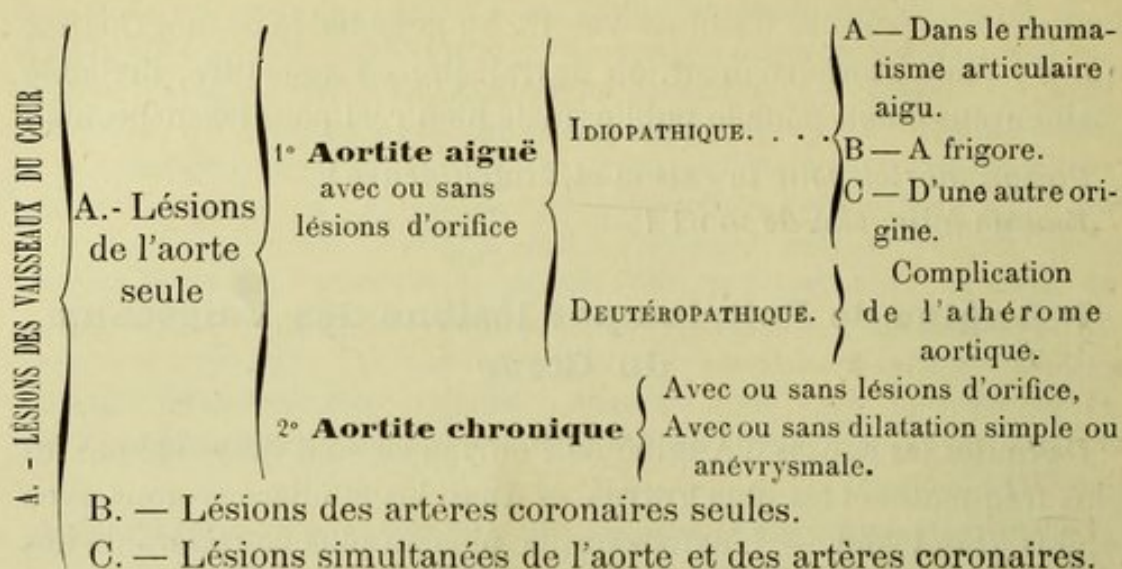 A. - LÉSIONS DES VAISSEAUX DU CŒUR
A.- Lésions
de l'aorte
seule
1° Aortite aiguë
avec ou sans
lésions d'orifice
IDIOPATHIQUE. . . .
A — Dans le rhuma-
tisme articulaire
aigu.
B — A frigore.
C — D'une autre ori-
gine.
DEUTÉROPATHIQUE.
Complication
de l'athérome
aortique.
2° Aortite chronique
Avec ou sans lésions d'orifice,
Avec ou sans dilatation simple ou
anévrysmale.
B. — Lésions des artères coronaires seules.
C. — Lésions simultanées de l'aorte et des artères coronaires.